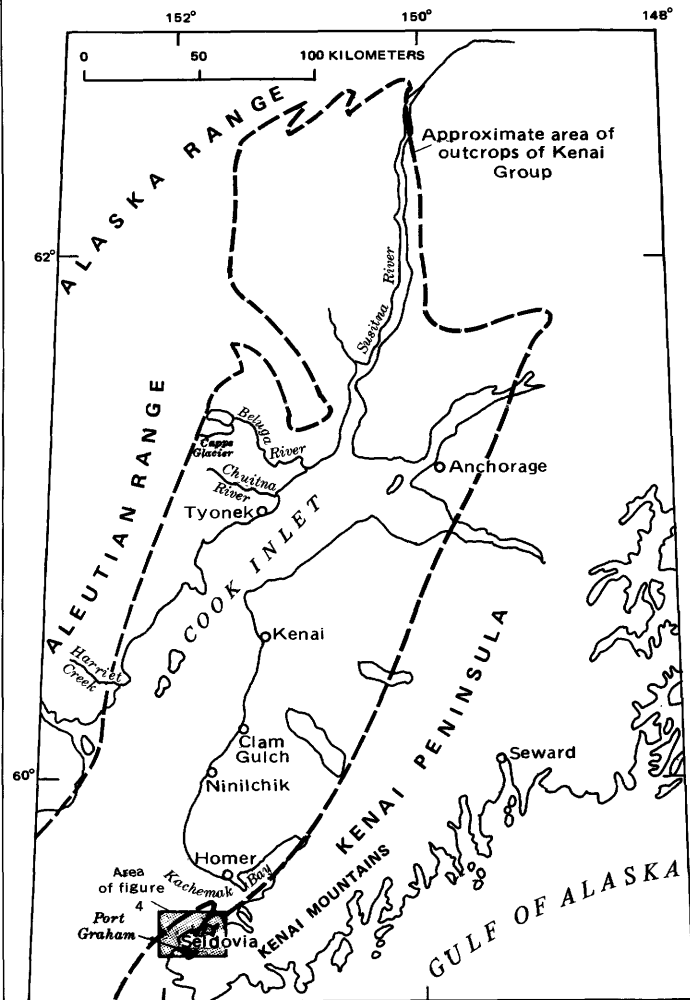 152°
150°
148°
0
50
100 KILOMETERS
ALASKA RANGE
Approximate area of
outcrops of Kenai
Group
62°
Susitna River
ALEUTIAN RANGE
Beluga
River
Capps
Glacier
Chuitna
River
Anchorage
Tyonek
COOK INLET
Kenai
Harriet
Creek
KENAI PENINSULA
Clam
Gulch
Seward
60°
Ninilchik
Homer
Kachemak Bay
Area
of figure
4
KENAI MOUNTAINS
GULF OF ALASKA
Port
Graham
Seldovia